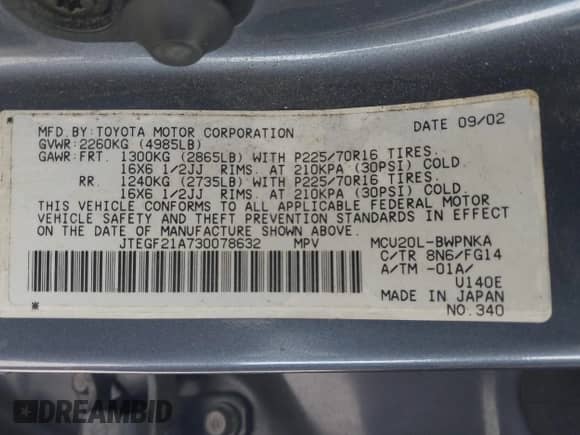 MFD.BY:TOYOTA MOTOR CORPORATION DATE 09/02
GVWR:2260KG (4985LB)
GAWR:FRT. 1300KG (2865LB) WITH P225/70R16 TIRES.
16X6 1/2JJ RIMS. AT 210KPA (30PSI) COLD.
RR. 1240KG (2735LB) WITH P225/70R16 TIRES.
16X6 1/2JJ RIMS. AT 210KPA (30PSI) COLD.
THIS VEHICLE CONFORMS TO ALL APPLICABLE FEDERAL MOTOR
VEHICLE SAFETY AND THEFT PREVENTION STANDARDS IN EFFECT
ON THE DATE OF MANUFACTURE SHOWN ABOVE.
JTEGF21A730078632 MPV MCU20L-BWPNKA
* C/TR 8N6/FG14
A/TM -01A/
U140E
MADE IN JAPAN
* NO.340
DREAMBID